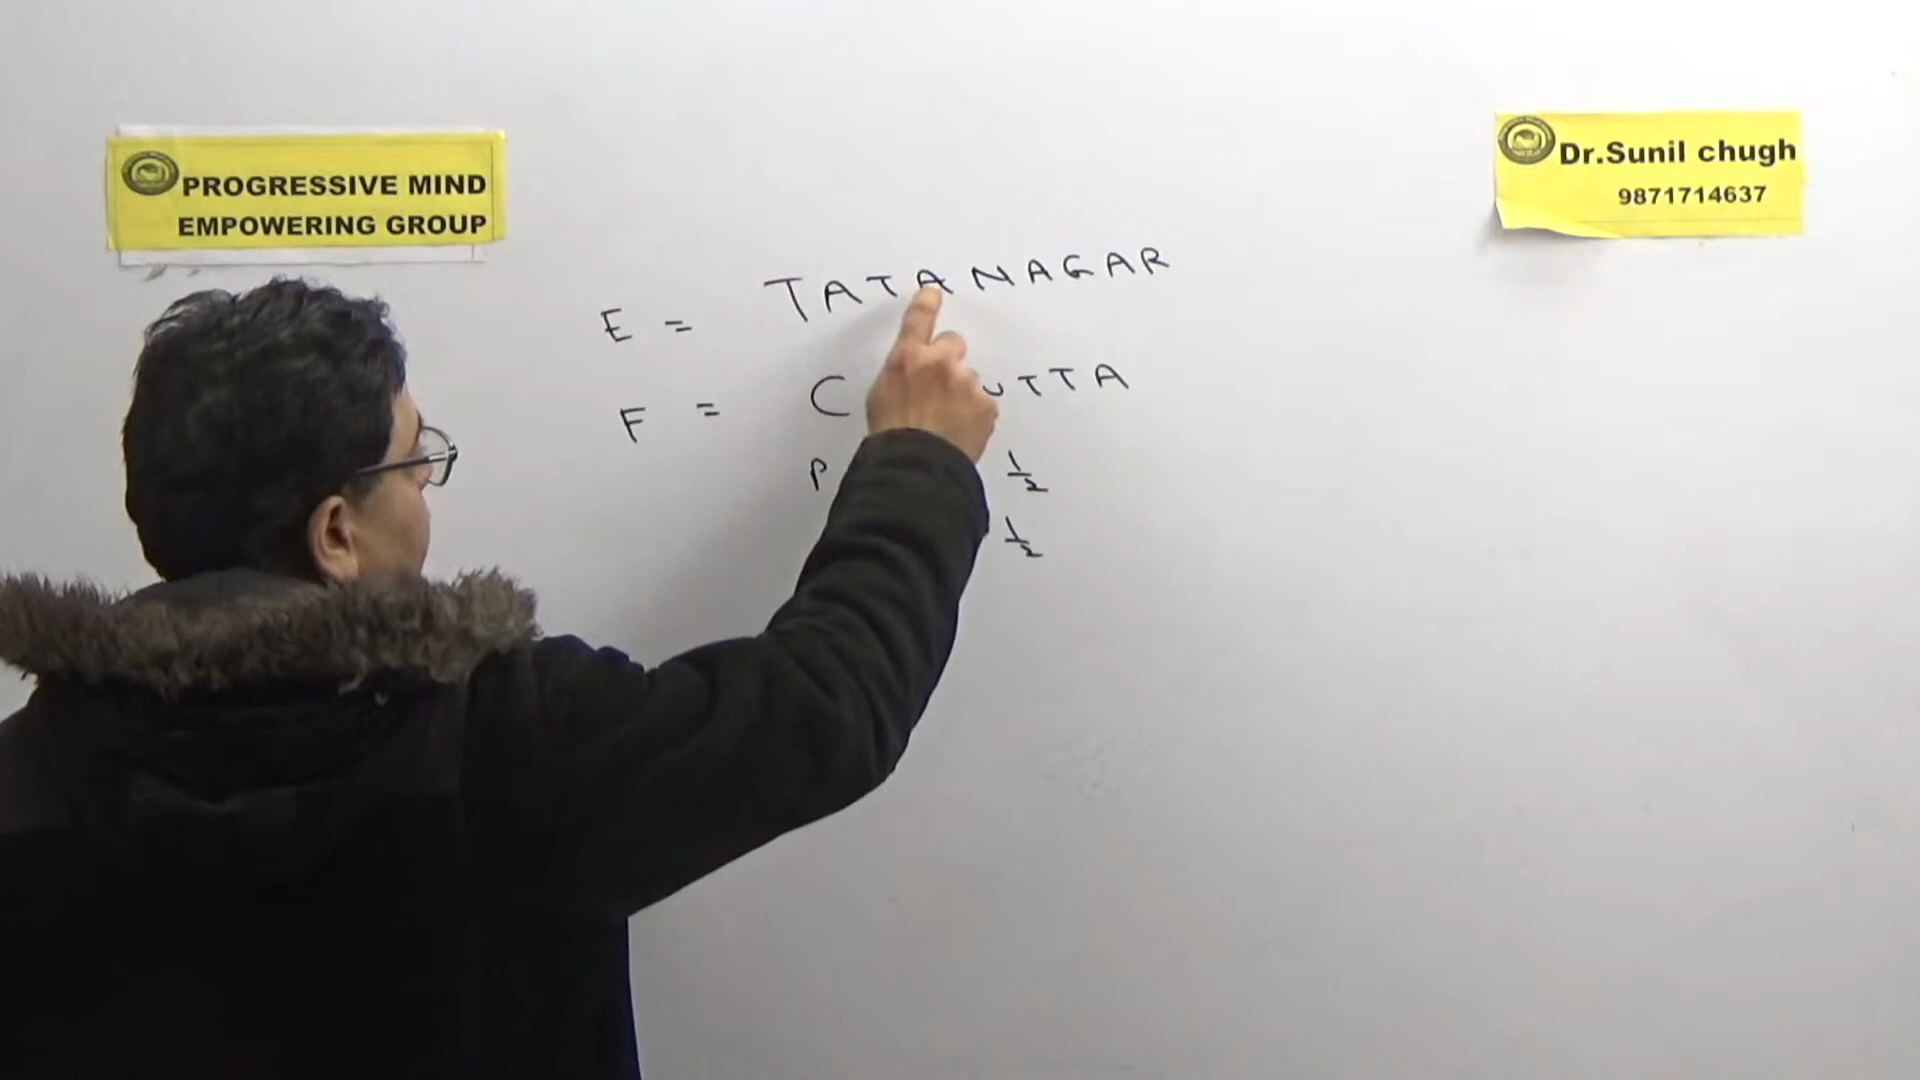 PROGRESSIVE MIND
EMPOWERING GROUP
Dr.Sunil chugh
9871714637
E = TATANAGAR
F = C UTTA
P 1/2
1/2